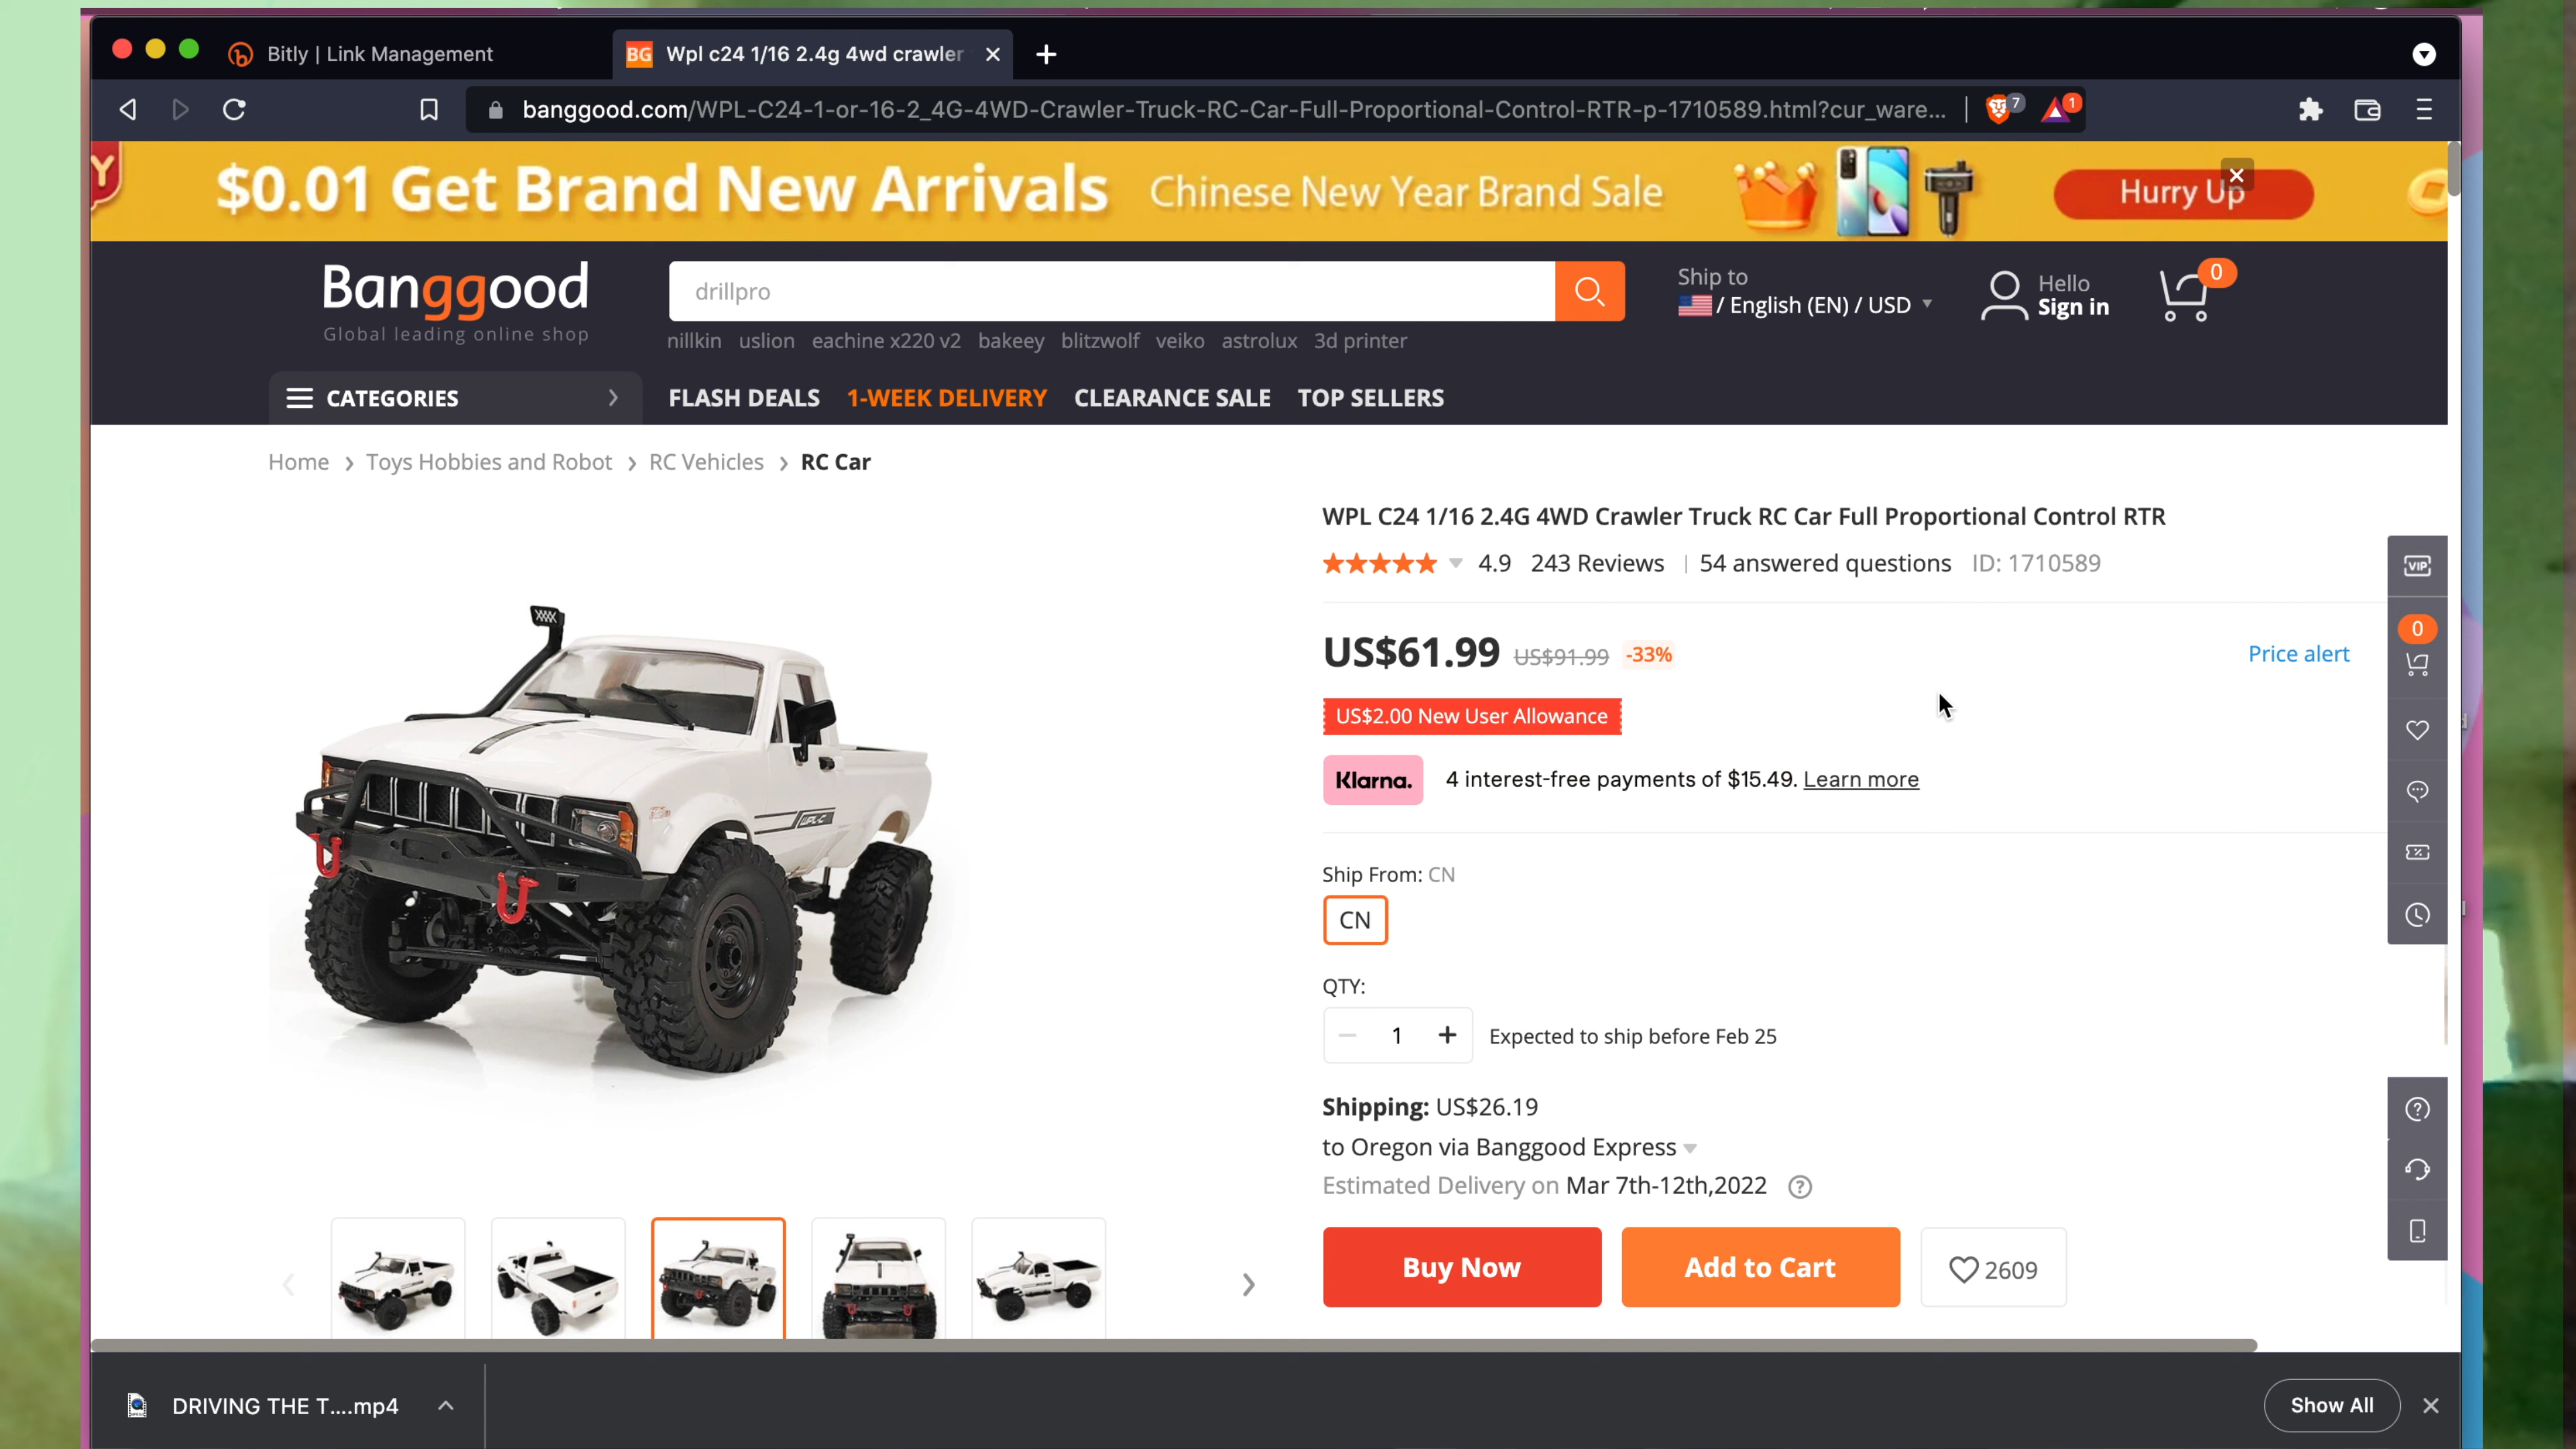 Bitly | Link Management
BG Wpl c24 1/16 2.4g 4wd crawler
banggood.com/WPL-C24-1-or-16-2_4G-4WD-Crawler-Truck-RC-Car-Full-Proportional-Control-RTR-p-1710589.html?cur_ware...
7
1
Y
$0.01 Get Brand New Arrivals
Chinese New Year Brand Sale
Hurry Up
Banggood
Global leading online shop
drillpro
Ship to
/ English (EN) / USD
Hello
Sign in
0
nillkin uslion eachine x220 v2 bakeey blitzwolf veiko astrolux 3d printer
CATEGORIES
FLASH DEALS 1-WEEK DELIVERY CLEARANCE SALE TOP SELLERS
Home > Toys Hobbies and Robot > RC Vehicles > RC Car
WPL C24 1/16 2.4G 4WD Crawler Truck RC Car Full Proportional Control RTR
4.9 243 Reviews | 54 answered questions ID: 1710589
US$61.99 US$91.99 -33%
Price alert
US$2.00 New User Allowance
Klarna. 4 interest-free payments of $15.49. Learn more
Ship From: CN
CN
QTY:
1 Expected to ship before Feb 25
Shipping: US$26.19
to Oregon via Banggood Express
Estimated Delivery on Mar 7th-12th,2022
Buy Now
Add to Cart
2609
VIP
0
WPL-C
DRIVING THE T....mp4
Show All